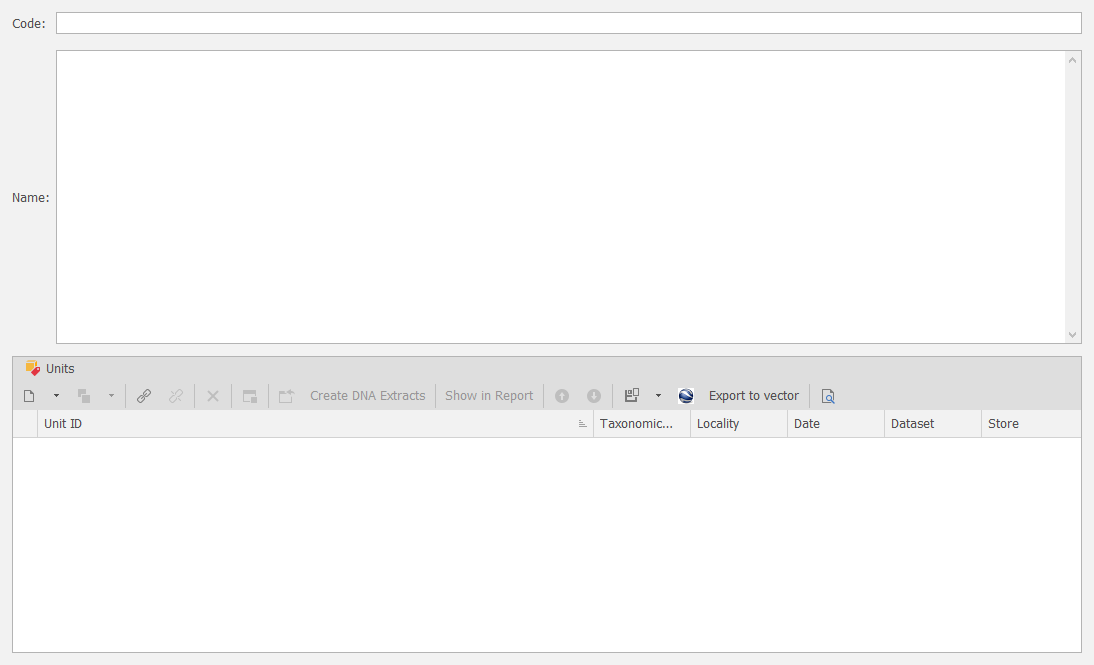 Code:
Name:
Units
Create DNA Extracts Show in Report Export to vector
Unit ID Taxonomic... Locality Date Dataset Store